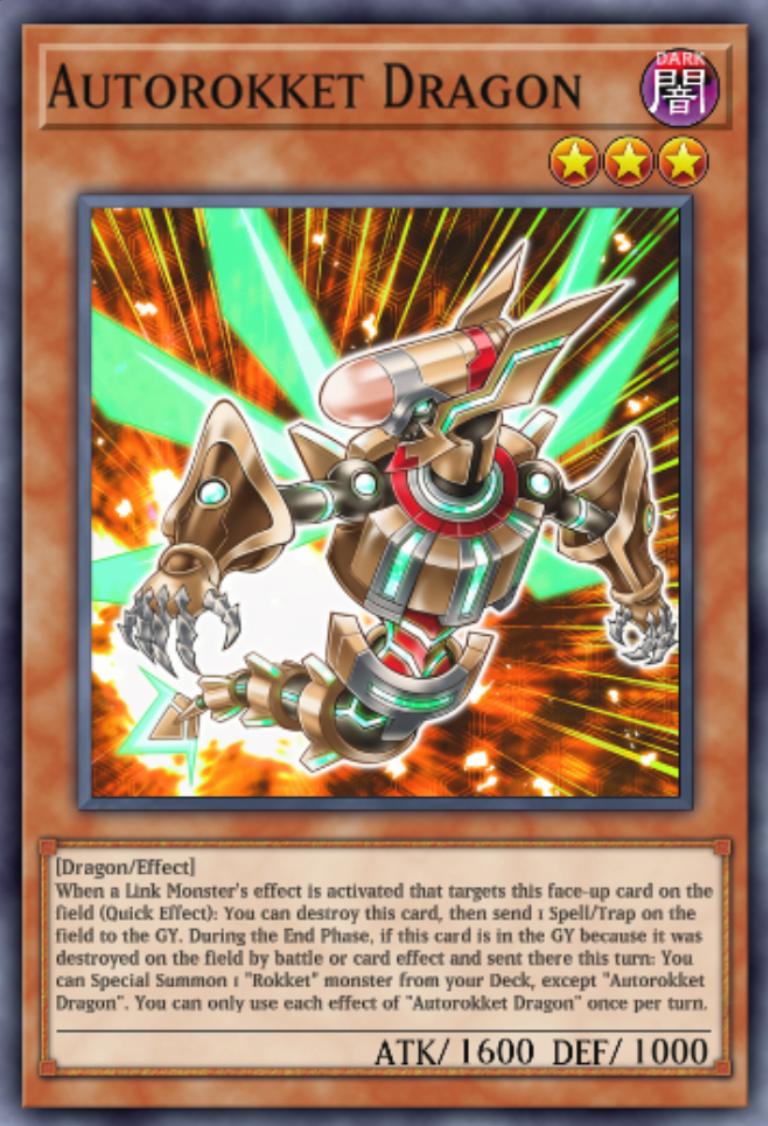 AUTOROKKET DRAGON
DARK
闇
[Dragon/Effect]
When a Link Monster's effect is activated that targets this face-up card on the
field (Quick Effect): You can destroy this card, then send 1 Spell/Trap on the
field to the GY. During the End Phase, if this card is in the GY because it was
destroyed on the field by battle or card effect and sent there this turn: You
can Special Summon 1 "Rokket" monster from your Deck, except "Autorokket
Dragon". You can only use each effect of "Autorokket Dragon" once per turn.
ATK/ 1600 DEF/ 1000